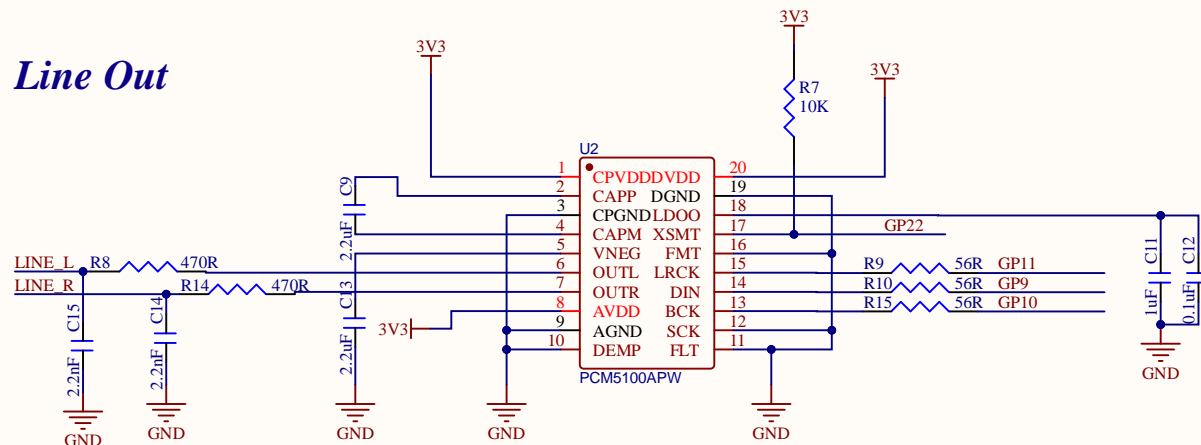 Line Out
3V3
3V3
3V3
R7
10K
U2
1 CPVDD DVDD 20
2 CAPP DGND 19
3 CPGND LDOO 18
4 CAPM XSMT 17 GP22
5 VNEG FMT 16
6 OUTL LRCK 15
7 OUTR DIN 14
8 AVDD BCK 13
9 AGND SCK 12
10 DEMP FLT 11
PCM5100APW
C9
2.2uF
LINE_L R8 470R
LINE_R R14 470R
R9 56R GP11
R10 56R GP9
R15 56R GP10
C15
2.2nF
C14
2.2nF
C13
2.2uF
3V3
C11
1uF
C12
0.1uF
GND
GND
GND
GND
GND
GND